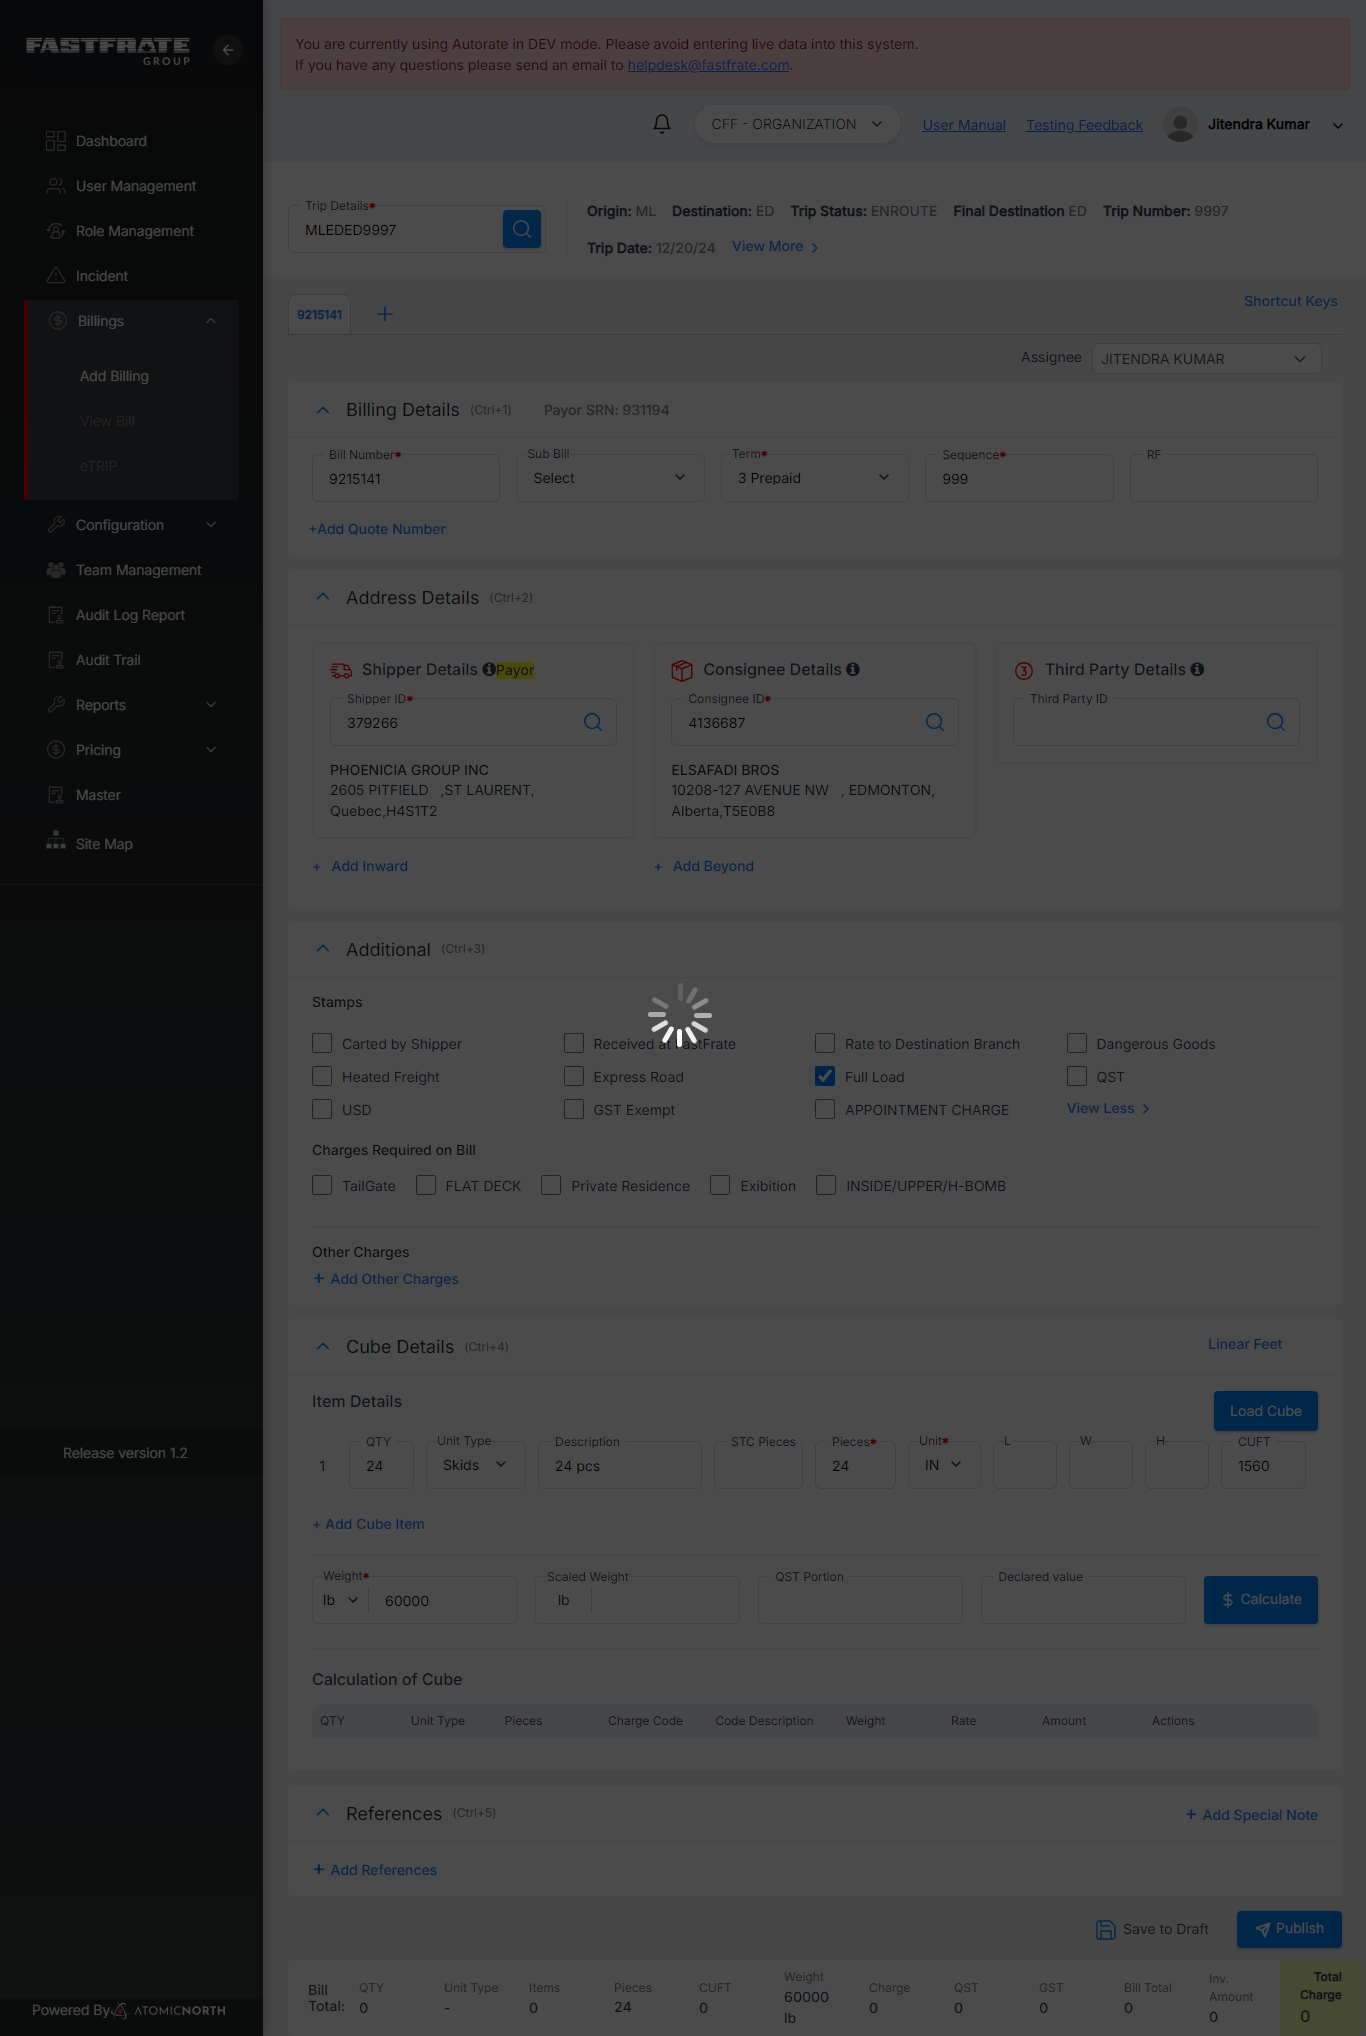 FASTFRATE
GROUP
You are currently using Autorate in DEV mode. Please avoid entering live data into this system.
If you have any questions please send an email to helpdesk@fastfrate.com.
CFF - ORGANIZATION
User Manual
Testing Feedback
Jitendra Kumar
Dashboard
User Management
Role Management
Incident
Billings
Add Billing
View Bill
eTRIP
Configuration
Team Management
Audit Log Report
Audit Trail
Reports
Pricing
Master
Site Map
Release version 1.2
Powered By ATOMICNORTH
Trip Details*
MLEDED9997
Origin: ML Destination: ED Trip Status: ENROUTE Final Destination ED Trip Number: 9997
Trip Date: 12/20/24 View More
9215141 +
Shortcut Keys
Assignee JITENDRA KUMAR
Billing Details (Ctrl+1) Payor SRN: 931194
Bill Number* Sub Bill Term* Sequence* RF
9215141 Select 3 Prepaid 999
+Add Quote Number
Address Details (Ctrl+2)
Shipper Details Payor
Shipper ID*
379266
PHOENICIA GROUP INC
2605 PITFIELD ,ST LAURENT,
Quebec,H4S1T2
+ Add Inward
Consignee Details
Consignee ID*
4136687
ELSAFADI BROS
10208-127 AVENUE NW , EDMONTON,
Alberta,T5E0B8
+ Add Beyond
3 Third Party Details
Third Party ID
Additional (Ctrl+3)
Stamps
Carted by Shipper Received at FastFrate Rate to Destination Branch Dangerous Goods
Heated Freight Express Road Full Load QST
USD GST Exempt APPOINTMENT CHARGE View Less
Charges Required on Bill
TailGate FLAT DECK Private Residence Exibition INSIDE/UPPER/H-BOMB
Other Charges
+ Add Other Charges
Cube Details (Ctrl+4) Linear Feet
Item Details Load Cube
QTY Unit Type Description STC Pieces Pieces* Unit* L W H CUFT
1 24 Skids 24 pcs 24 IN 1560
+ Add Cube Item
Weight* Scaled Weight QST Portion Declared value
lb 60000 lb $ Calculate
Calculation of Cube
QTY Unit Type Pieces Charge Code Code Description Weight Rate Amount Actions
References (Ctrl+5) + Add Special Note
+ Add References
Save to Draft Publish
Bill Total:
QTY 0
Unit Type -
Items 0
Pieces 24
CUFT 0
Weight 60000 lb
Charge 0
QST 0
GST 0
Bill Total 0
Inv. Amount 0
Total Charge 0